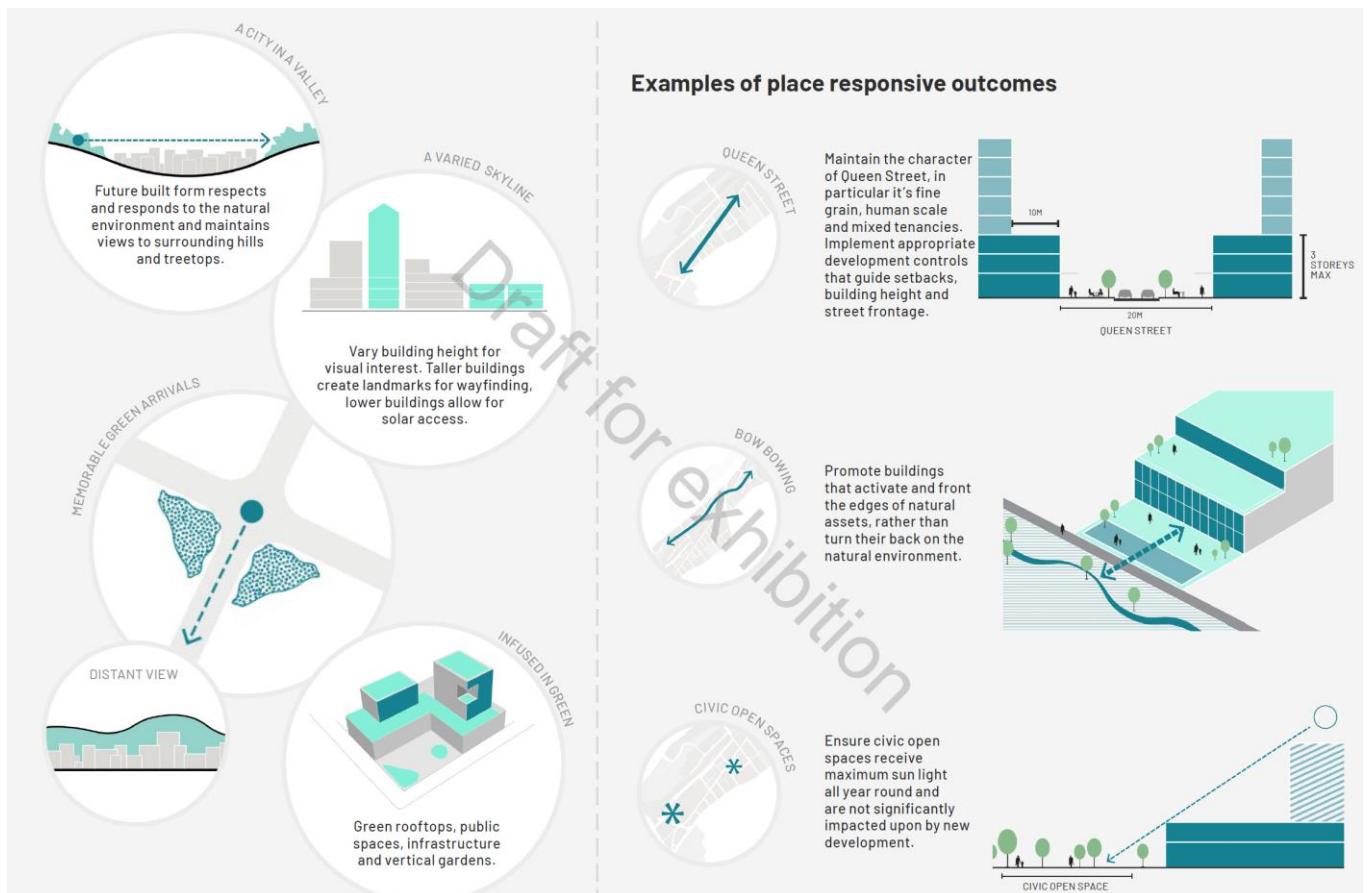 A CITY IN A VALLEY
Future built form respects
and responds to the natural
environment and maintains
views to surrounding hills
and treetops.
A VARIED SKYLINE
Vary building height for
visual interest. Taller buildings
create landmarks for wayfinding,
lower buildings allow for
solar access.
MEMORABLE GREEN ARRIVALS
DISTANT VIEW
INFUSED IN GREEN
Green rooftops, public
spaces, infrastructure
and vertical gardens.
Draft for exhibition
Examples of place responsive outcomes
QUEEN STREET
Maintain the character
of Queen Street, in
particular it's fine
grain, human scale
and mixed tenancies.
Implement appropriate
development controls
that guide setbacks,
building height and
street frontage.
10M
3
STOREYS
MAX
20M
QUEEN STREET
BOW BOWING
Promote buildings
that activate and front
the edges of natural
assets, rather than
turn their back on the
natural environment.
CIVIC OPEN SPACES
Ensure civic open
spaces receive
maximum sun light
all year round and
are not significantly
impacted upon by new
development.
CIVIC OPEN SPACE